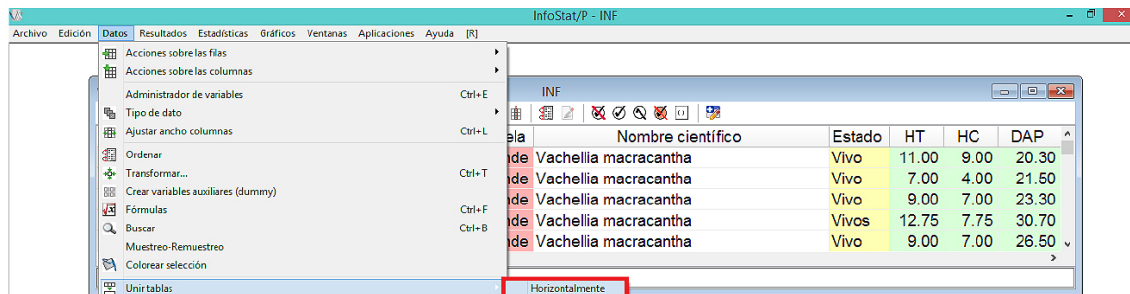 InfoStat/P - INF
Archivo Edición Datos Resultados Estadísticas Gráficos Ventanas Aplicaciones Ayuda [R]
Acciones sobre las filas
Acciones sobre las columnas
Administrador de variables Ctrl+E
Tipo de dato
Ajustar ancho columnas Ctrl+L
Ordenar
Transformar... Ctrl+T
Crear variables auxiliares (dummy)
Fórmulas Ctrl+F
Buscar Ctrl+B
Muestreo-Remuestreo
Colorear selección
Unir tablas
Horizontalmente
INF
ela Nombre científico Estado HT HC DAP
nde Vachellia macracantha Vivo 11.00 9.00 20.30
nde Vachellia macracantha Vivo 7.00 4.00 21.50
nde Vachellia macracantha Vivo 9.00 7.00 23.30
nde Vachellia macracantha Vivos 12.75 7.75 30.70
nde Vachellia macracantha Vivo 9.00 7.00 26.50